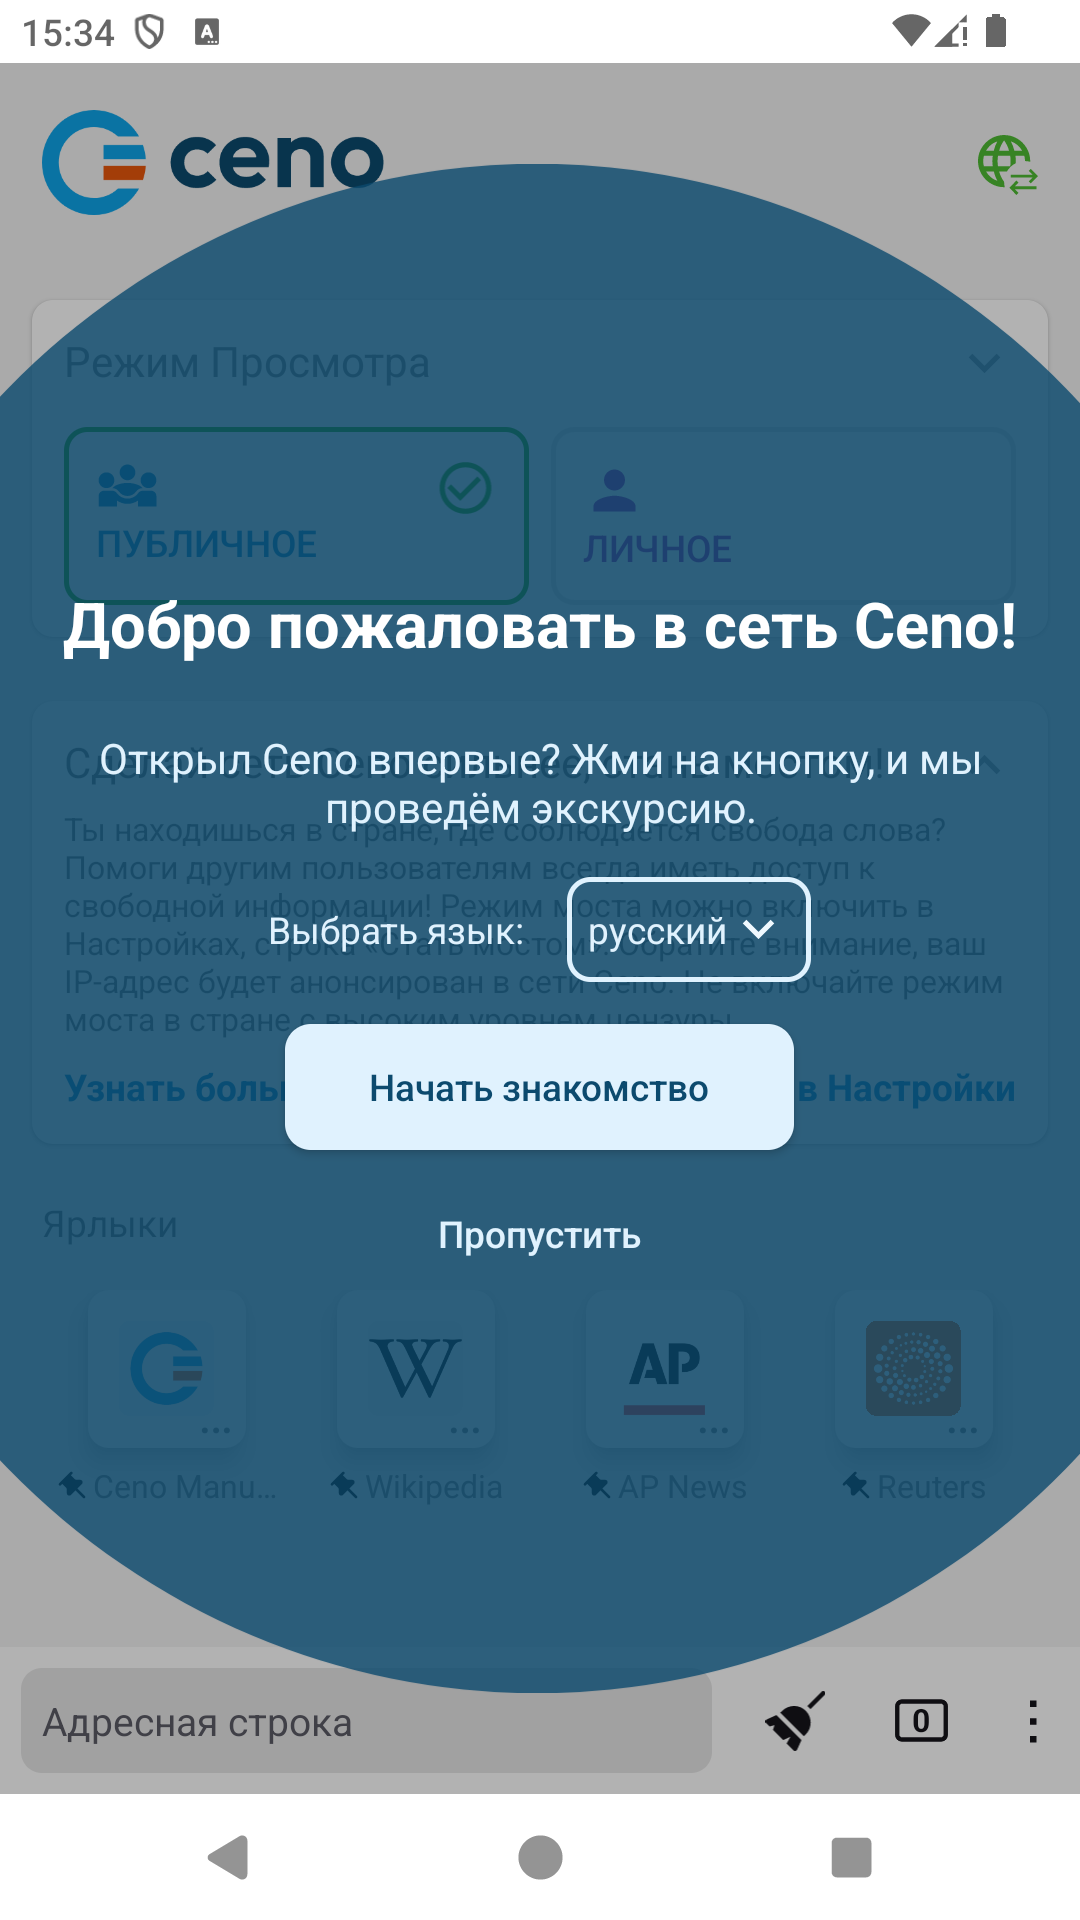 15:34
ceno
Режим Просмотра
ПУБЛИЧНОЕ
ЛИЧНОЕ
Добро пожаловать в сеть Ceno!
Открыл Ceno впервые? Жми на кнопку, и мы
проведём экскурсию.
Ты находишься в стране, где соблюдается свобода слова?
Помоги другим пользователям всегда иметь доступ к
свободной информации! Режим моста можно включить в
Выбрать язык:
русский
Настройках, строка «Стать мостом». Обратите внимание, ваш
IP-адрес будет анонсирован в сети Ceno. Не включайте режим
моста в стране с высоким уровнем цензуры.
Узнать
в Настройки
Начать знакомство
Ярлыки
Пропустить
W
AP
Ceno Manu...
Wikipedia
AP News
Reuters
Адресная строка
0